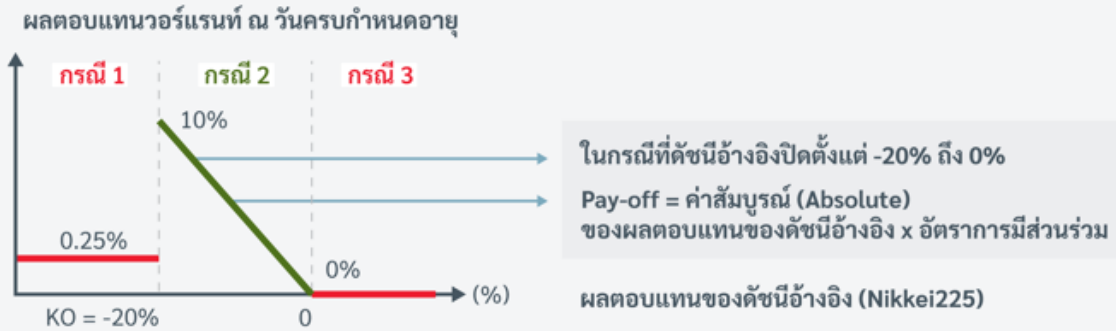 ผลตอบแทนวอร์แรนท์ ณ วันครบกำหนดอายุ
กรณี 1
กรณี 2
กรณี 3
10%
0.25%
0%
(%)
KO = -20%
0
ในกรณีที่ดัชนีอ้างอิงปิดตั้งแต่ -20% ถึง 0%
Pay-off = ค่าสัมบูรณ์ (Absolute)
ของผลตอบแทนของดัชนีอ้างอิง x อัตราการมีส่วนร่วม
ผลตอบแทนของดัชนีอ้างอิง (Nikkei225)